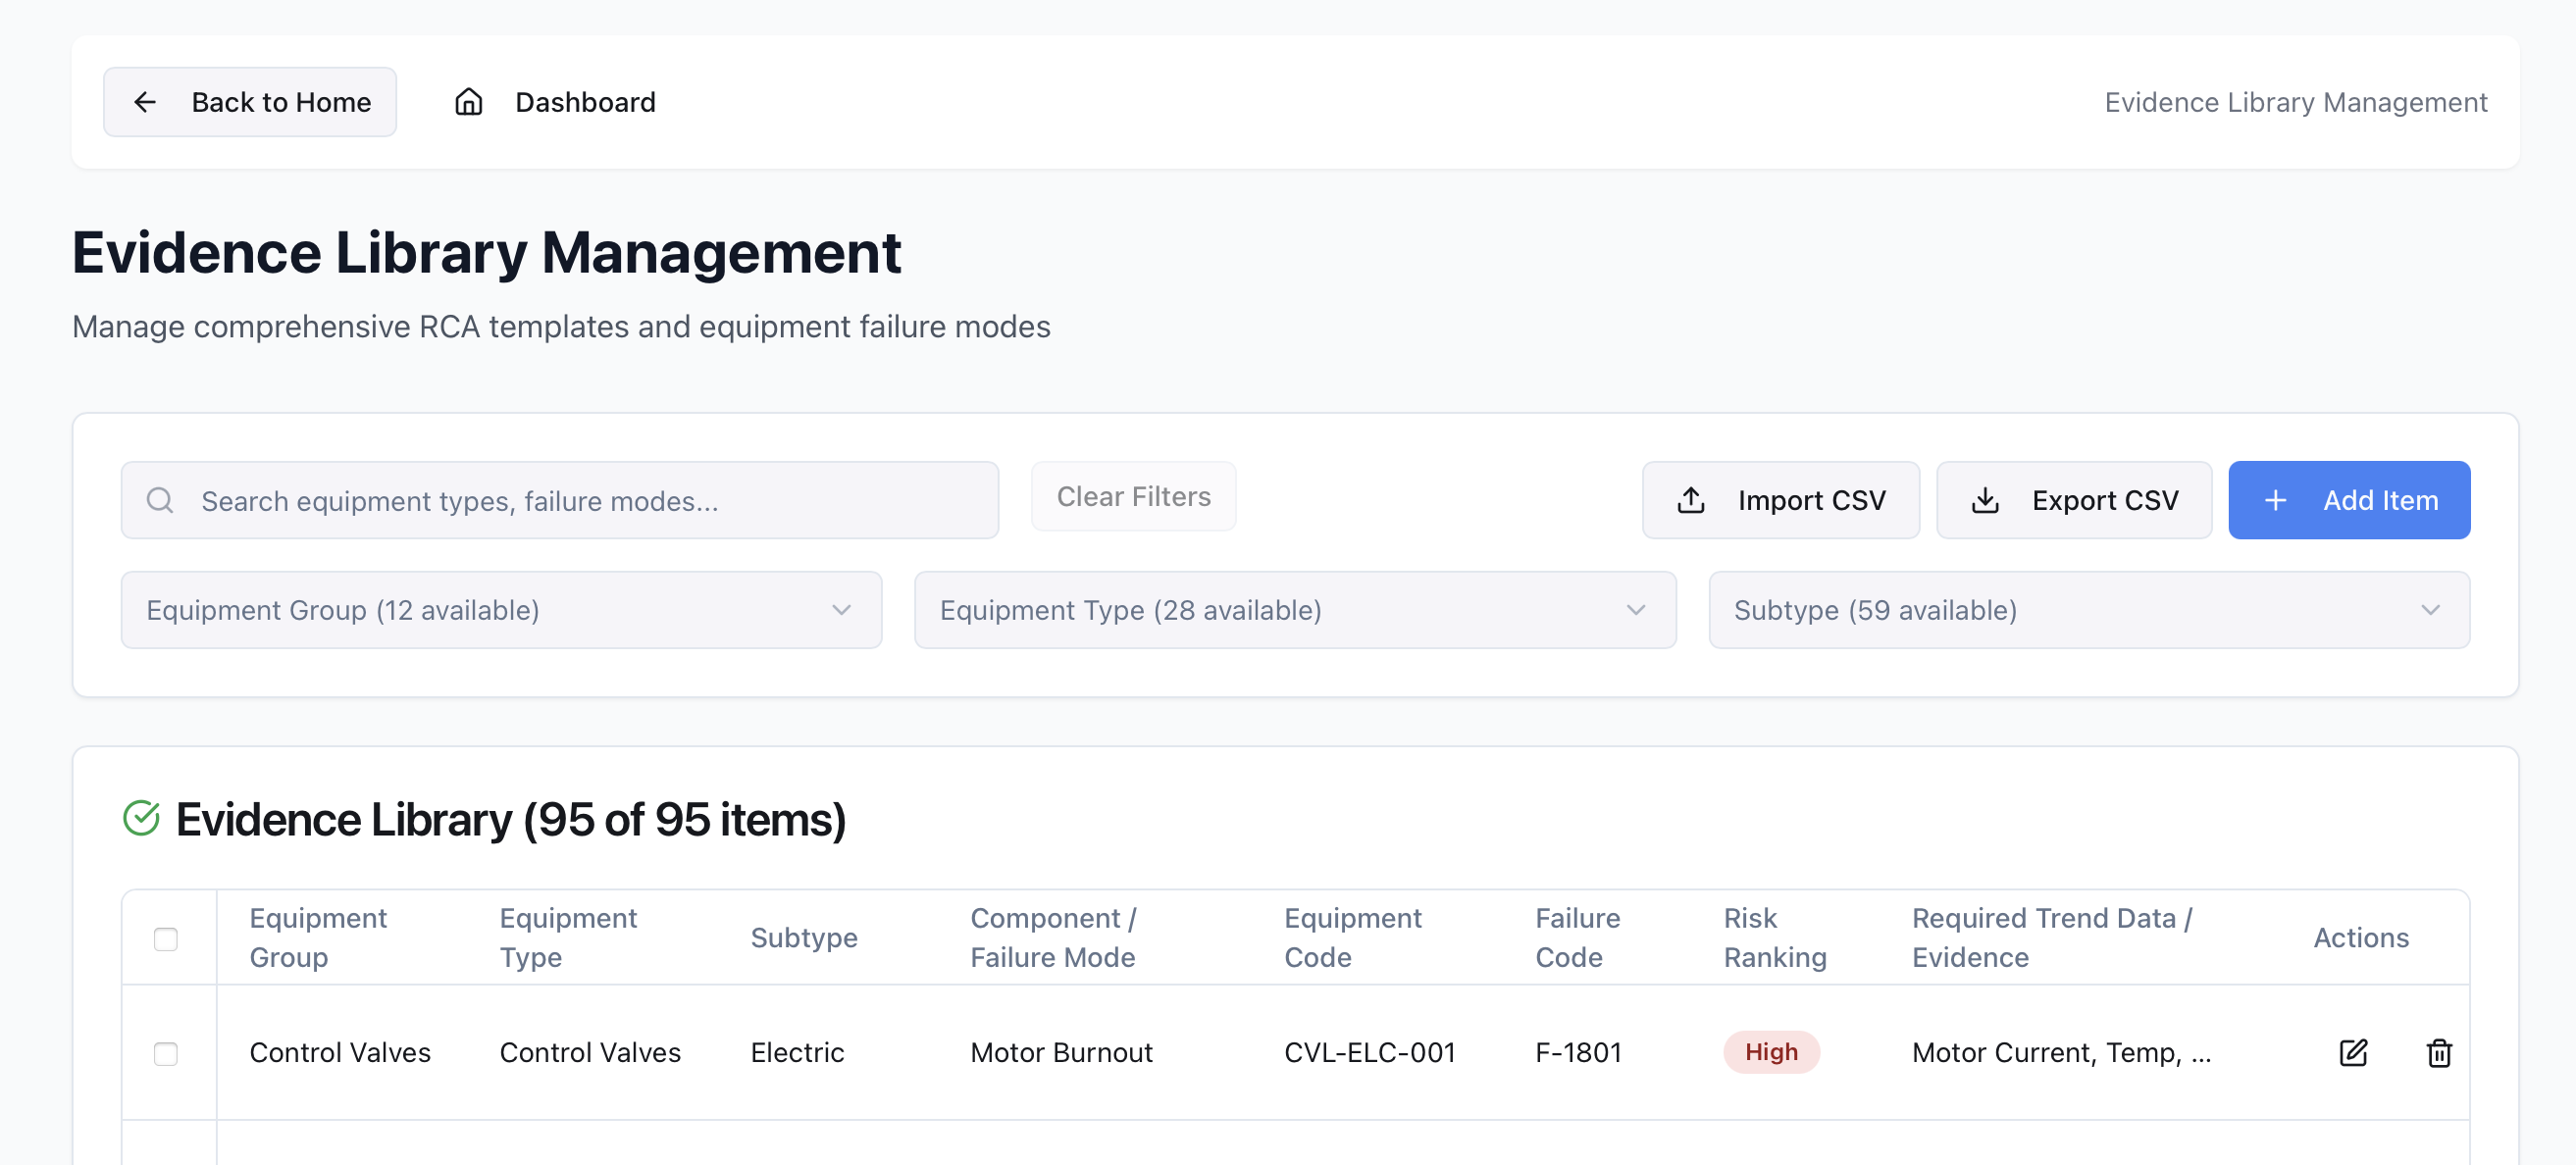 Back to Home
Dashboard
Evidence Library Management
Evidence Library Management
Manage comprehensive RCA templates and equipment failure modes
Search equipment types, failure modes...
Clear Filters
Import CSV
Export CSV
Add Item
Equipment Group (12 available)
Equipment Type (28 available)
Subtype (59 available)
Evidence Library (95 of 95 items)
Equipment Group
Equipment Type
Subtype
Component / Failure Mode
Equipment Code
Failure Code
Risk Ranking
Required Trend Data / Evidence
Actions
Control Valves
Control Valves
Electric
Motor Burnout
CVL-ELC-001
F-1801
High
Motor Current, Temp, ...